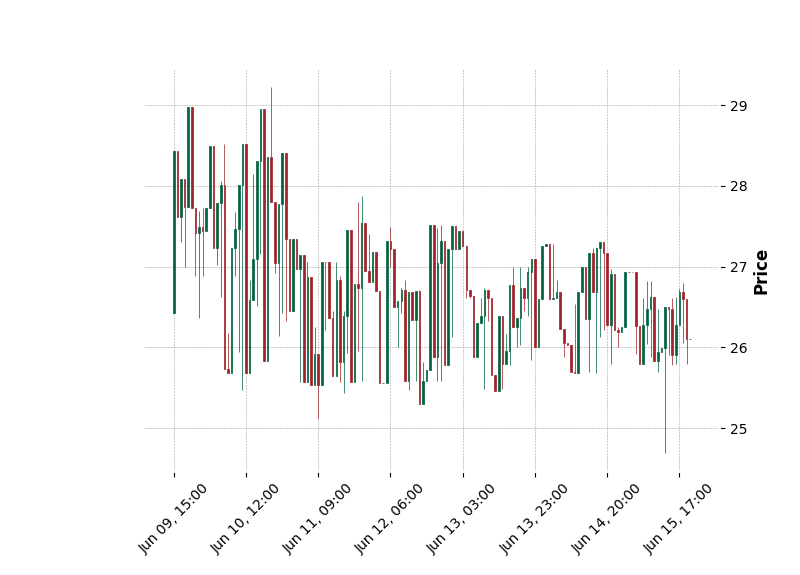 29
28
27
26
25
Price
Jun 09, 15:00
Jun 10, 12:00
Jun 11, 09:00
Jun 12, 06:00
Jun 13, 03:00
Jun 13, 23:00
Jun 14, 20:00
Jun 15, 17:00